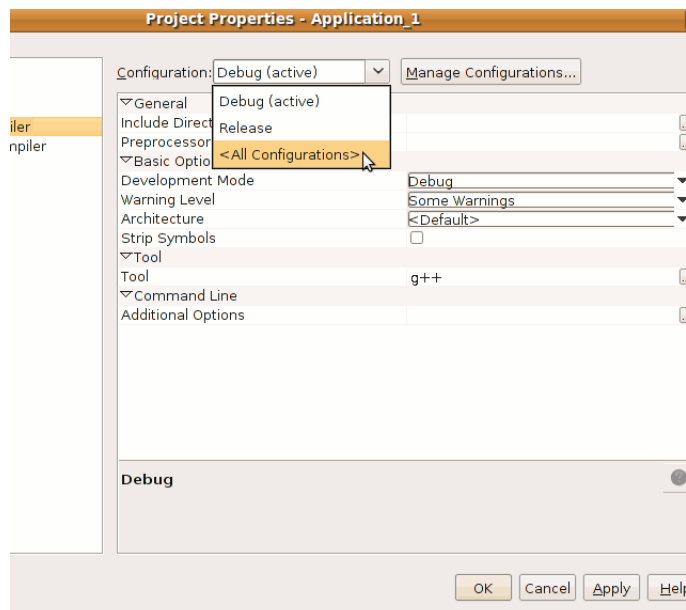 Project Properties - Application_1
Configuration: Debug (active) Manage Configurations...
Debug (active)
Release
<All Configurations>
iler
mpiler
General
Include Direct
Preprocessor
Basic Optio
Development Mode Debug
Warning Level Some Warnings
Architecture <Default>
Strip Symbols
Tool
Tool g++
Command Line
Additional Options
Debug
?
OK Cancel Apply Help